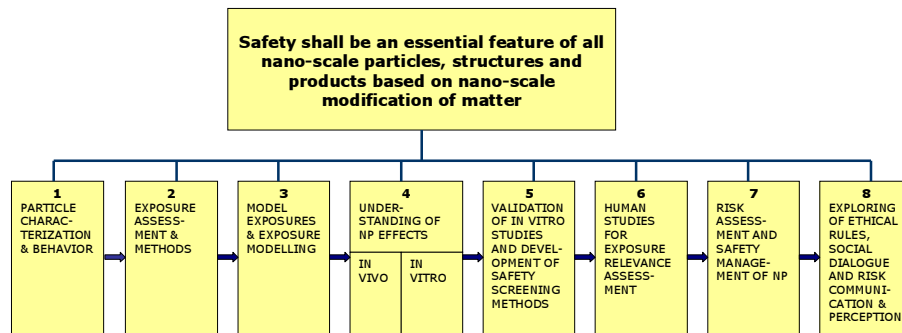 Safety shall be an essential feature of all
nano-scale particles, structures and
products based on nano-scale
modification of matter
1
PARTICLE
CHARAC-
TERIZATION
& BEHAVIOR
2
EXPOSURE
ASSESS-
MENT &
METHODS
3
MODEL
EXPOSURES
& EXPOSURE
MODELLING
4
UNDER-
STANDING OF
NP EFFECTS
IN
VIVO
IN
VITRO
5
VALIDATION
OF IN VITRO
STUDIES
AND DEVEL-
OPMENT OF
SAFETY
SCREENING
METHODS
6
HUMAN
STUDIES
FOR
EXPOSURE
RELEVANCE
ASSESS-
MENT
7
RISK
ASSESS-
MENT AND
SAFETY
MANAGE-
MENT OF NP
8
EXPLORING
OF ETHICAL
RULES,
SOCIAL
DIALOGUE
AND RISK
COMMUNI-
CATION &
PERCEPTION